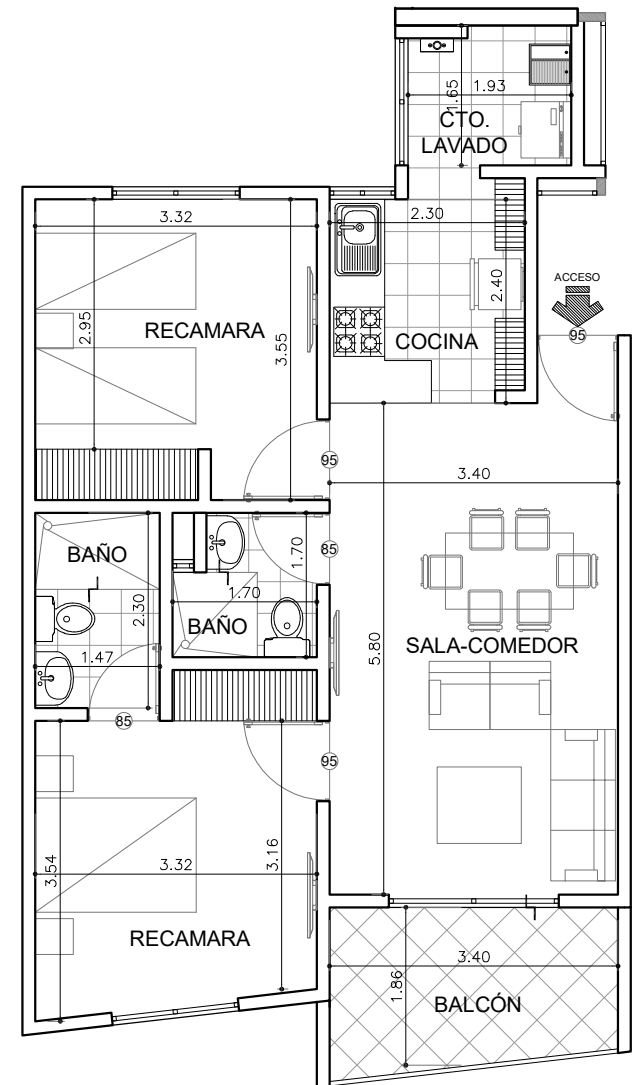 1.65
1.93
CTO.
LAVADO
3.32
2.30
2.95
RECAMARA
3.55
2.40
COCINA
ACCESO
95
95
3.40
BAÑO
2.30
1.47
85
1.70
1.70
BAÑO
85
SALA-COMEDOR
5.80
95
3.54
3.32
3.16
RECAMARA
3.40
1.86
BALCÓN